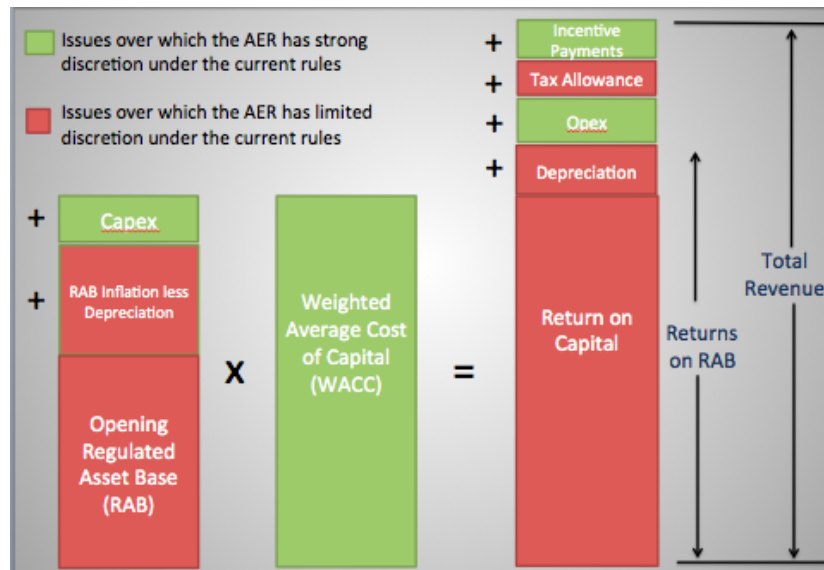 Issues over which the AER has strong
discretion under the current rules
Issues over which the AER has limited
discretion under the current rules
+
Capex
+
RAB Inflation less
Depreciation
Opening
Regulated
Asset Base
(RAB)
X
Weighted
Average Cost
of Capital
(WACC)
=
+
Incentive
Payments
+
Tax Allowance
+
Opex
+
Depreciation
Return on
Capital
Returns
on RAB
Total
Revenue